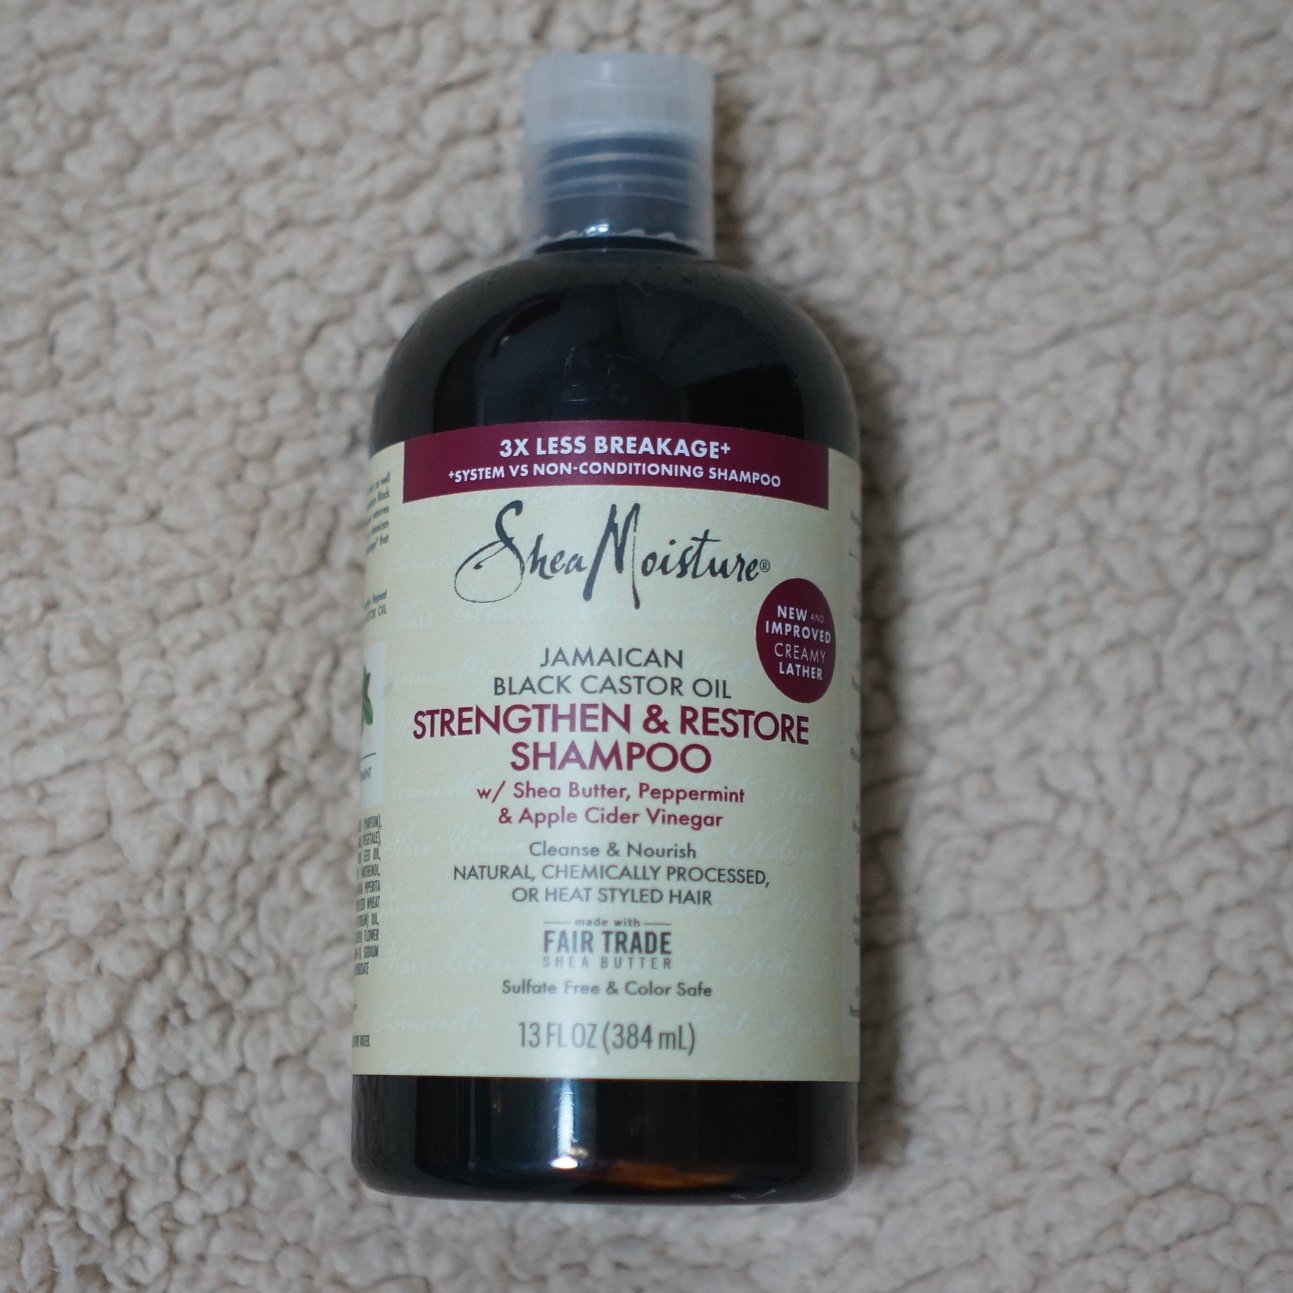 3X LESS BREAKAGE+
+SYSTEM VS NON-CONDITIONING SHAMPOO
SheaMoisture®
NEW AND
IMPROVED
CREAMY
LATHER
JAMAICAN
BLACK CASTOR OIL
STRENGTHEN & RESTORE
SHAMPOO
w/ Shea Butter, Peppermint
& Apple Cider Vinegar
Cleanse & Nourish
NATURAL, CHEMICALLY PROCESSED,
OR HEAT STYLED HAIR
made with
FAIR TRADE
SHEA BUTTER
Sulfate Free & Color Safe
13 FL OZ (384 mL)